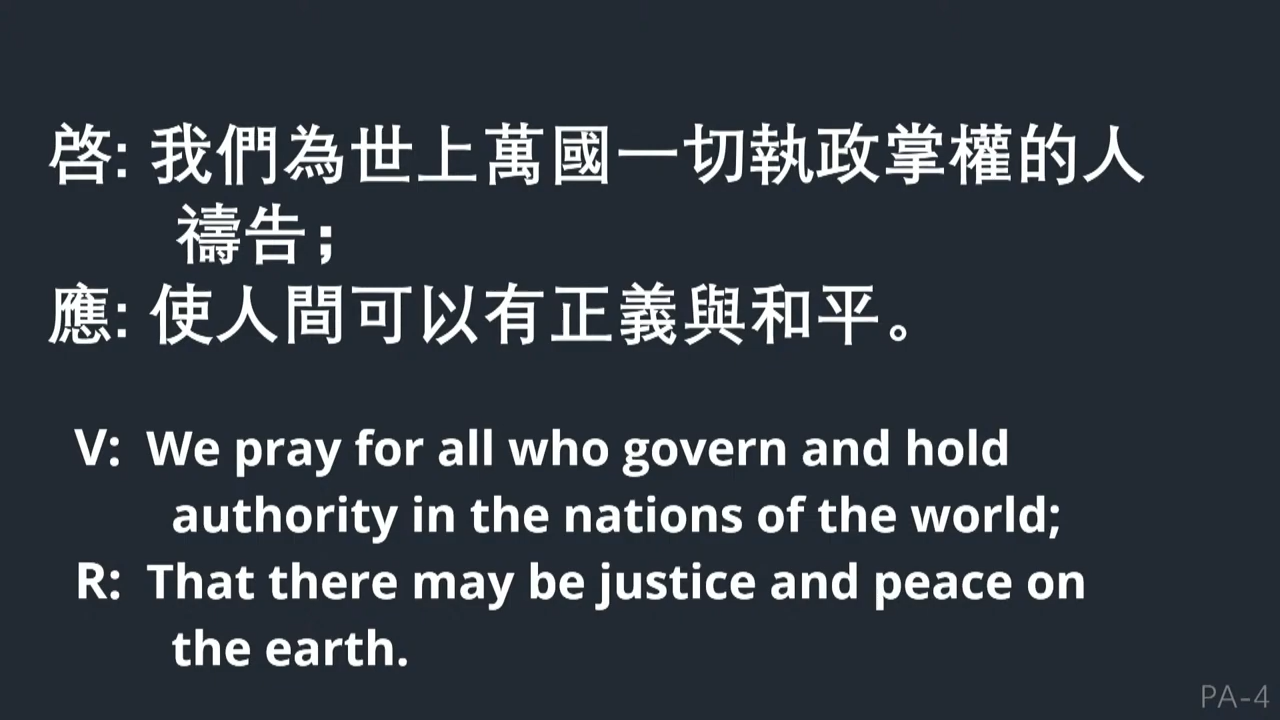 啓: 我們為世上萬國一切執政掌權的人
禱告；
應: 使人間可以有正義與和平。
V: We pray for all who govern and hold
authority in the nations of the world;
R: That there may be justice and peace on
the earth.
PA-4